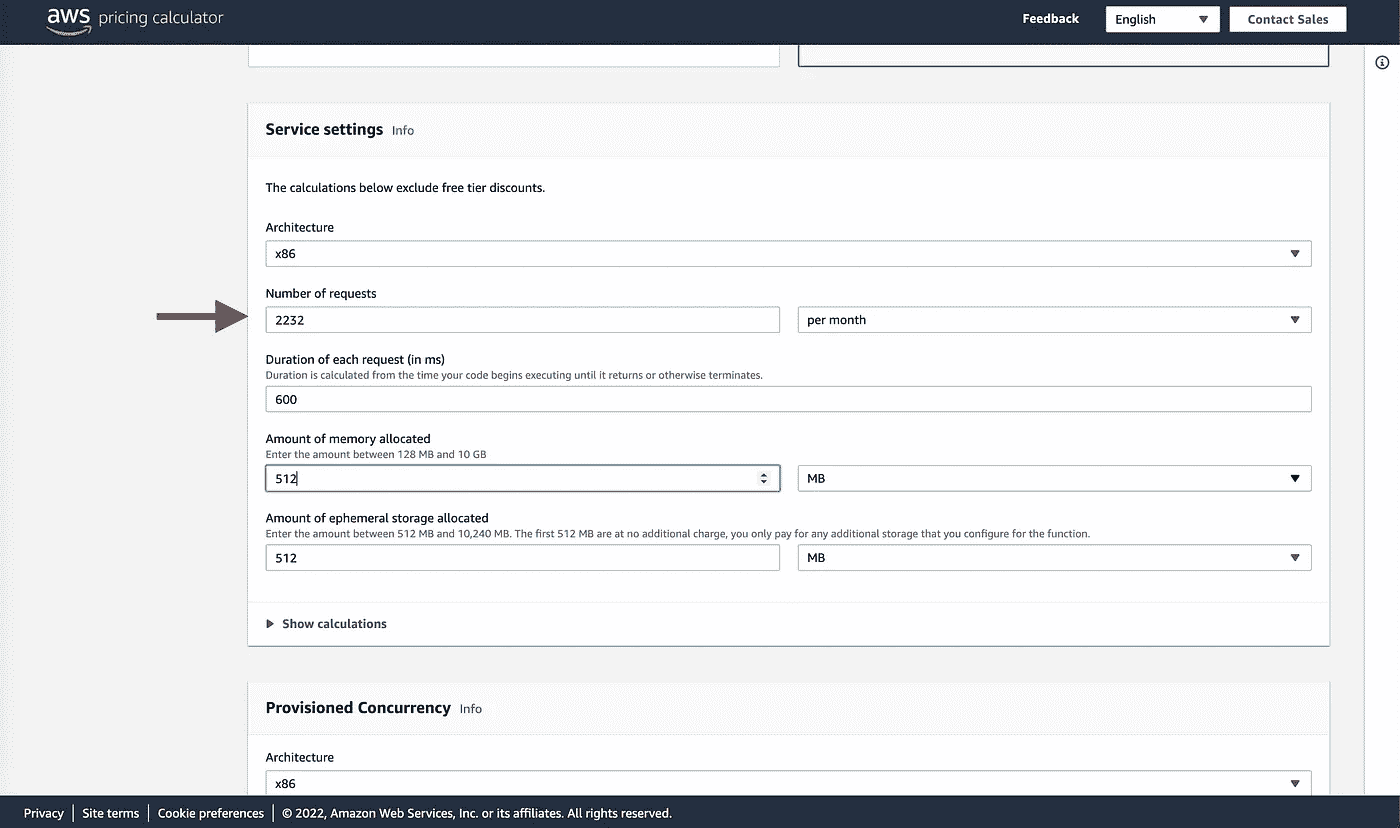 aws pricing calculator
Feedback
English
Contact Sales
Service settings Info
The calculations below exclude free tier discounts.
Architecture
x86
Number of requests
2232
per month
Duration of each request (in ms)
Duration is calculated from the time your code begins executing until it returns or otherwise terminates.
600
Amount of memory allocated
Enter the amount between 128 MB and 10 GB
512
MB
Amount of ephemeral storage allocated
Enter the amount between 512 MB and 10,240 MB. The first 512 MB are at no additional charge, you only pay for any additional storage that you configure for the function.
512
MB
Show calculations
Provisioned Concurrency Info
Architecture
x86
Privacy | Site terms | Cookie preferences | © 2022, Amazon Web Services, Inc. or its affiliates. All rights reserved.